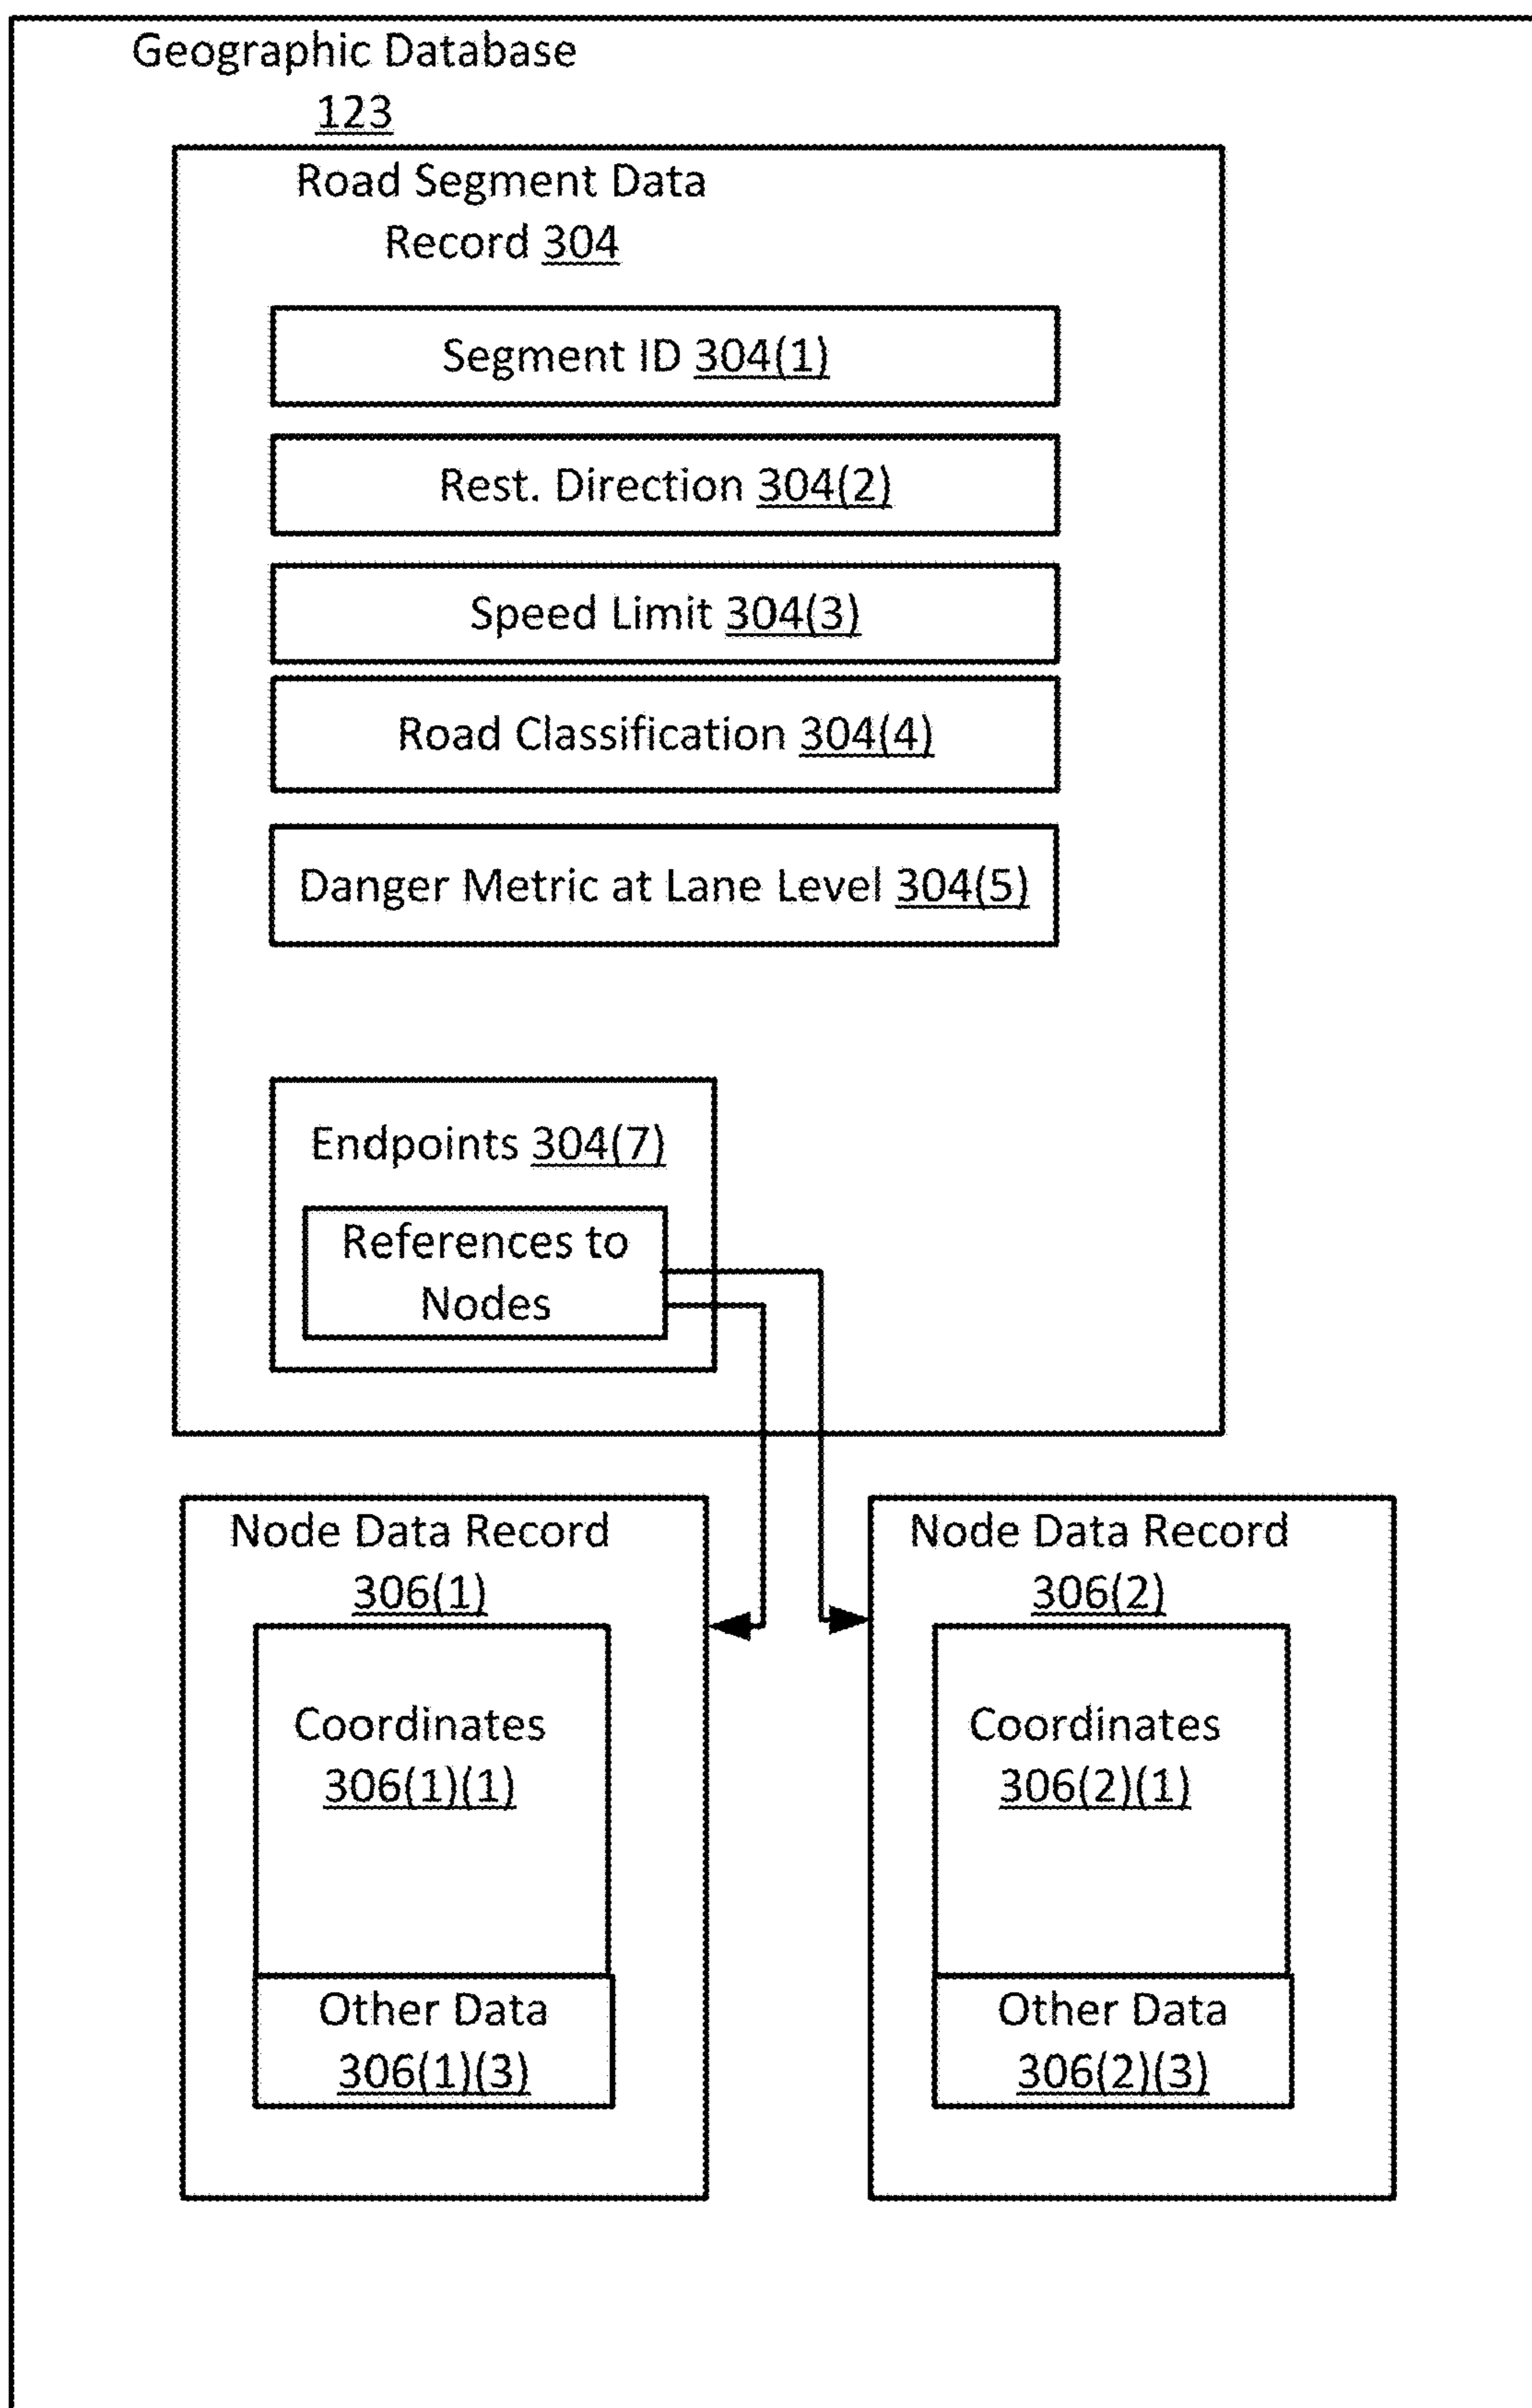 Geographic Database
123
Road Segment Data
Record 304
Segment ID 304(1)
Rest. Direction 304(2)
Speed Limit 304(3)
Road Classification 304(4)
Danger Metric at Lane Level 304(5)
Endpoints 304(7)
References to
Nodes
Node Data Record
306(1)
Coordinates
306(1)(1)
Other Data
306(1)(3)
Node Data Record
306(2)
Coordinates
306(2)(1)
Other Data
306(2)(3)